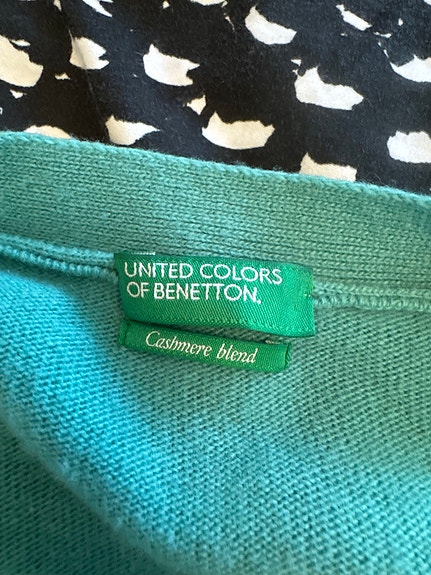 UNITED COLORS
OF BENETTON.
Cashmere blend